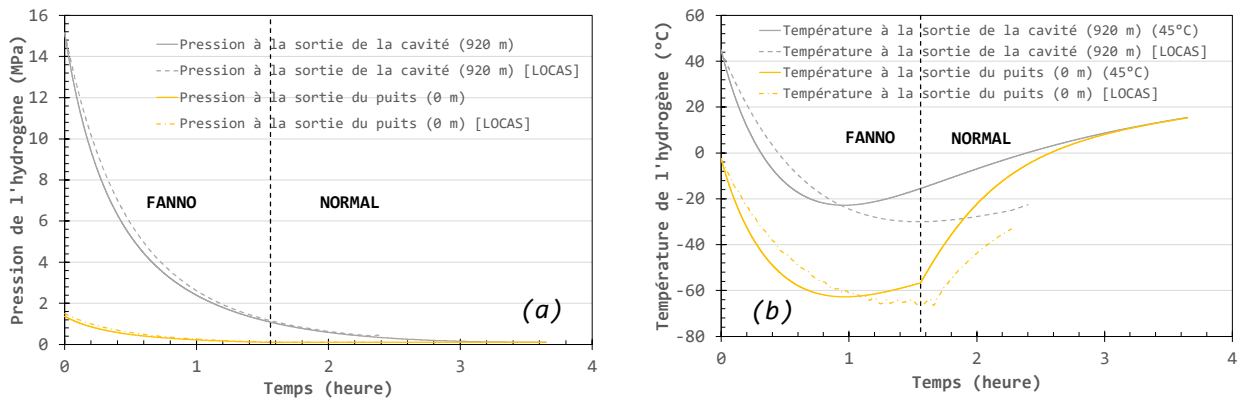 Pression de l'hydrogène (MPa)
16
14
12
10
8
6
4
2
0
Pression à la sortie de la cavité (920 m)
Pression à la sortie de la cavité (920 m) [LOCAS]
Pression à la sortie du puits (0 m)
Pression à la sortie du puits (0 m) [LOCAS]
FANNO
NORMAL
(a)
0
1
2
3
4
Temps (heure)
Température de l'hydrogène (°C)
60
40
20
0
-20
-40
-60
-80
Température à la sortie de la cavité (920 m) (45°C)
Température à la sortie de la cavité (920 m) [LOCAS]
Température à la sortie du puits (0 m) (45°C)
Température à la sortie du puits (0 m) [LOCAS]
FANNO
NORMAL
(b)
0
1
2
3
4
Temps (heure)